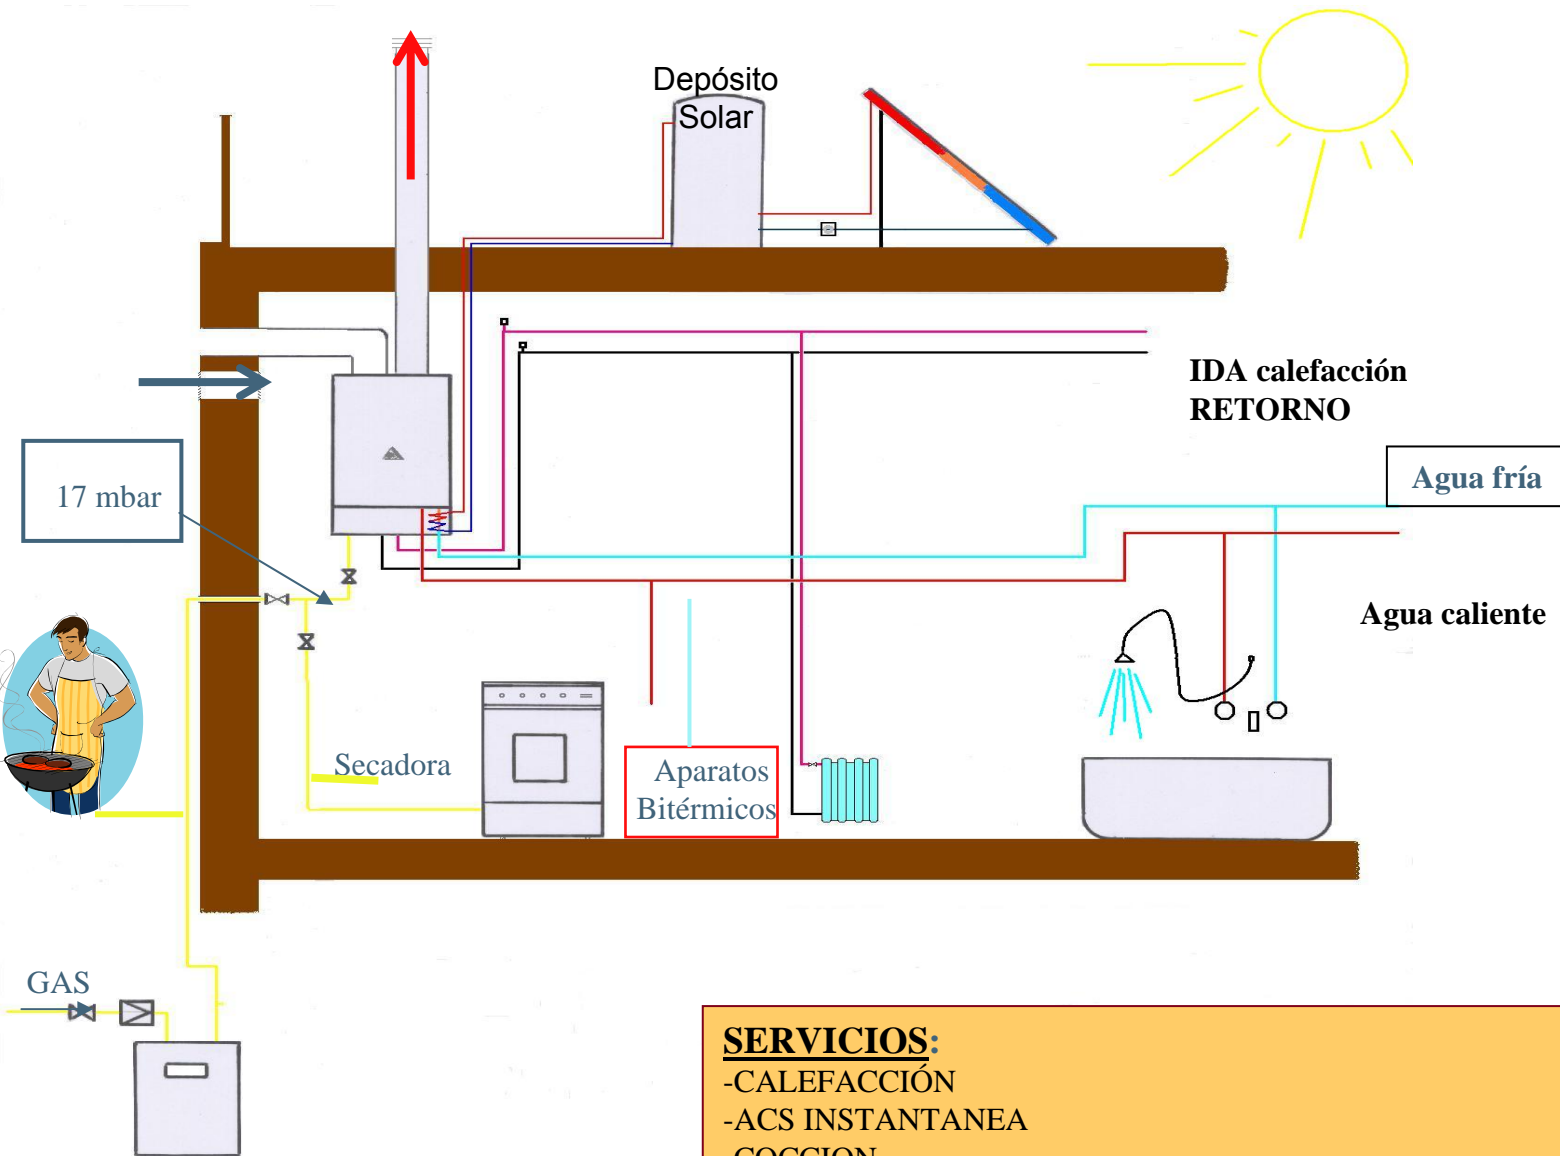 Depósito
Solar
IDA calefacción
RETORNO
Agua fría
17 mbar
Agua caliente
Secadora
Aparatos
Bitérmicos
GAS
SERVICIOS:
-CALEFACCIÓN
-ACS INSTANTANEA
-COCCION